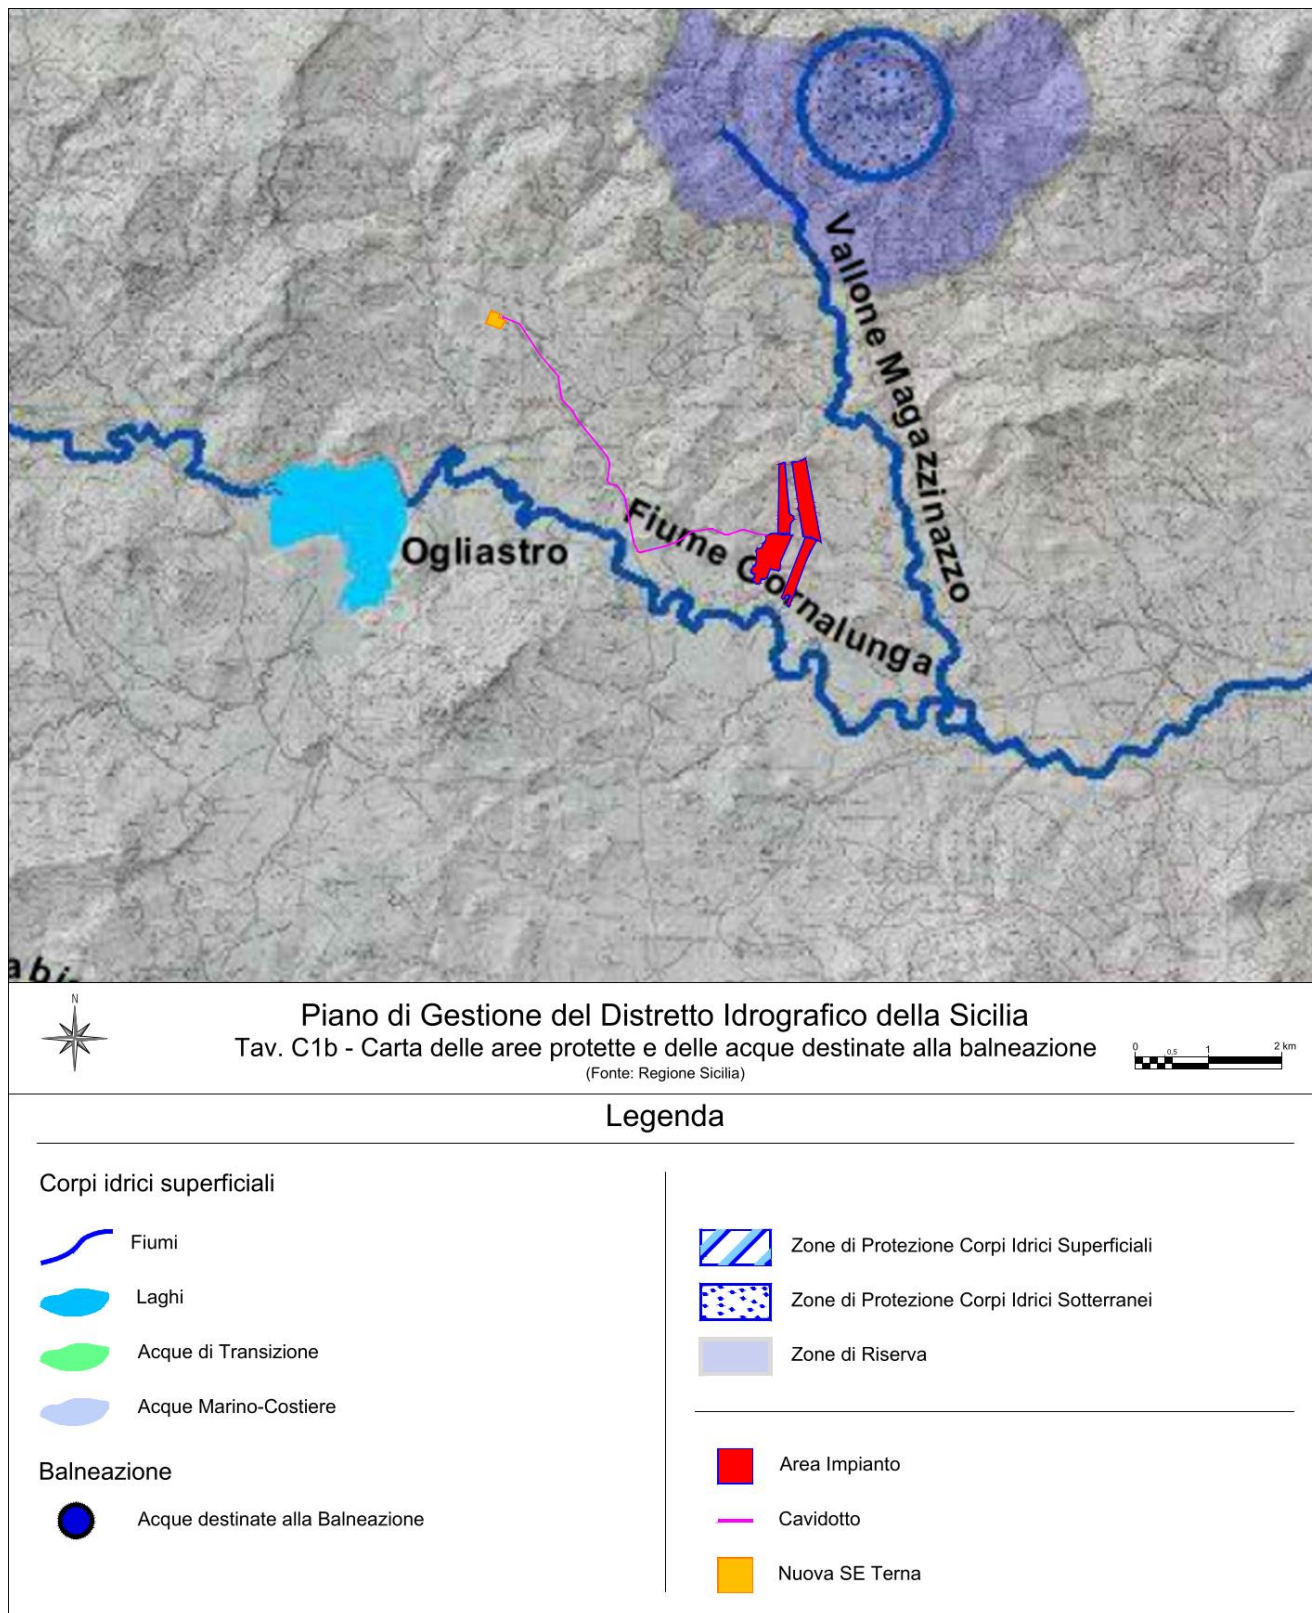 Vallone Magazzinazzo
Ogliastro
Fiume Gornalunga
abi
N
Piano di Gestione del Distretto Idrografico della Sicilia
Tav. C1b - Carta delle aree protette e delle acque destinate alla balneazione
(Fonte: Regione Sicilia)
0 0,5 1 2 km
Legenda
Corpi idrici superficiali
Fiumi
Laghi
Acque di Transizione
Acque Marino-Costiere
Balneazione
Acque destinate alla Balneazione
Zone di Protezione Corpi Idrici Superficiali
Zone di Protezione Corpi Idrici Sotterranei
Zone di Riserva
Area Impianto
Cavidotto
Nuova SE Terna